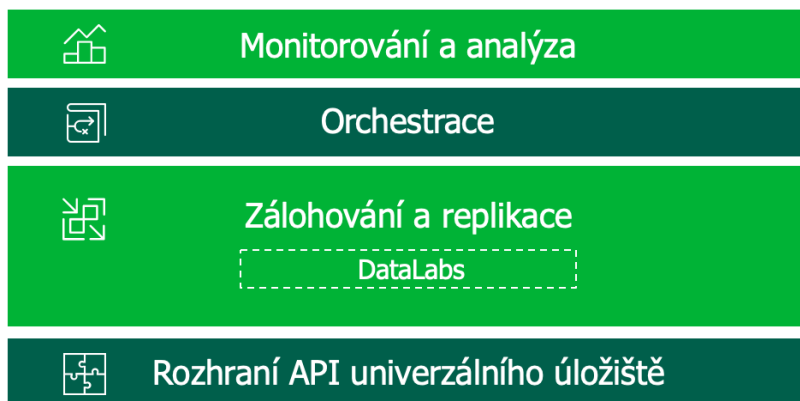 Monitorování a analýza
Orchestrace
Zálohování a replikace
DataLabs
Rozhraní API univerzálního úložiště